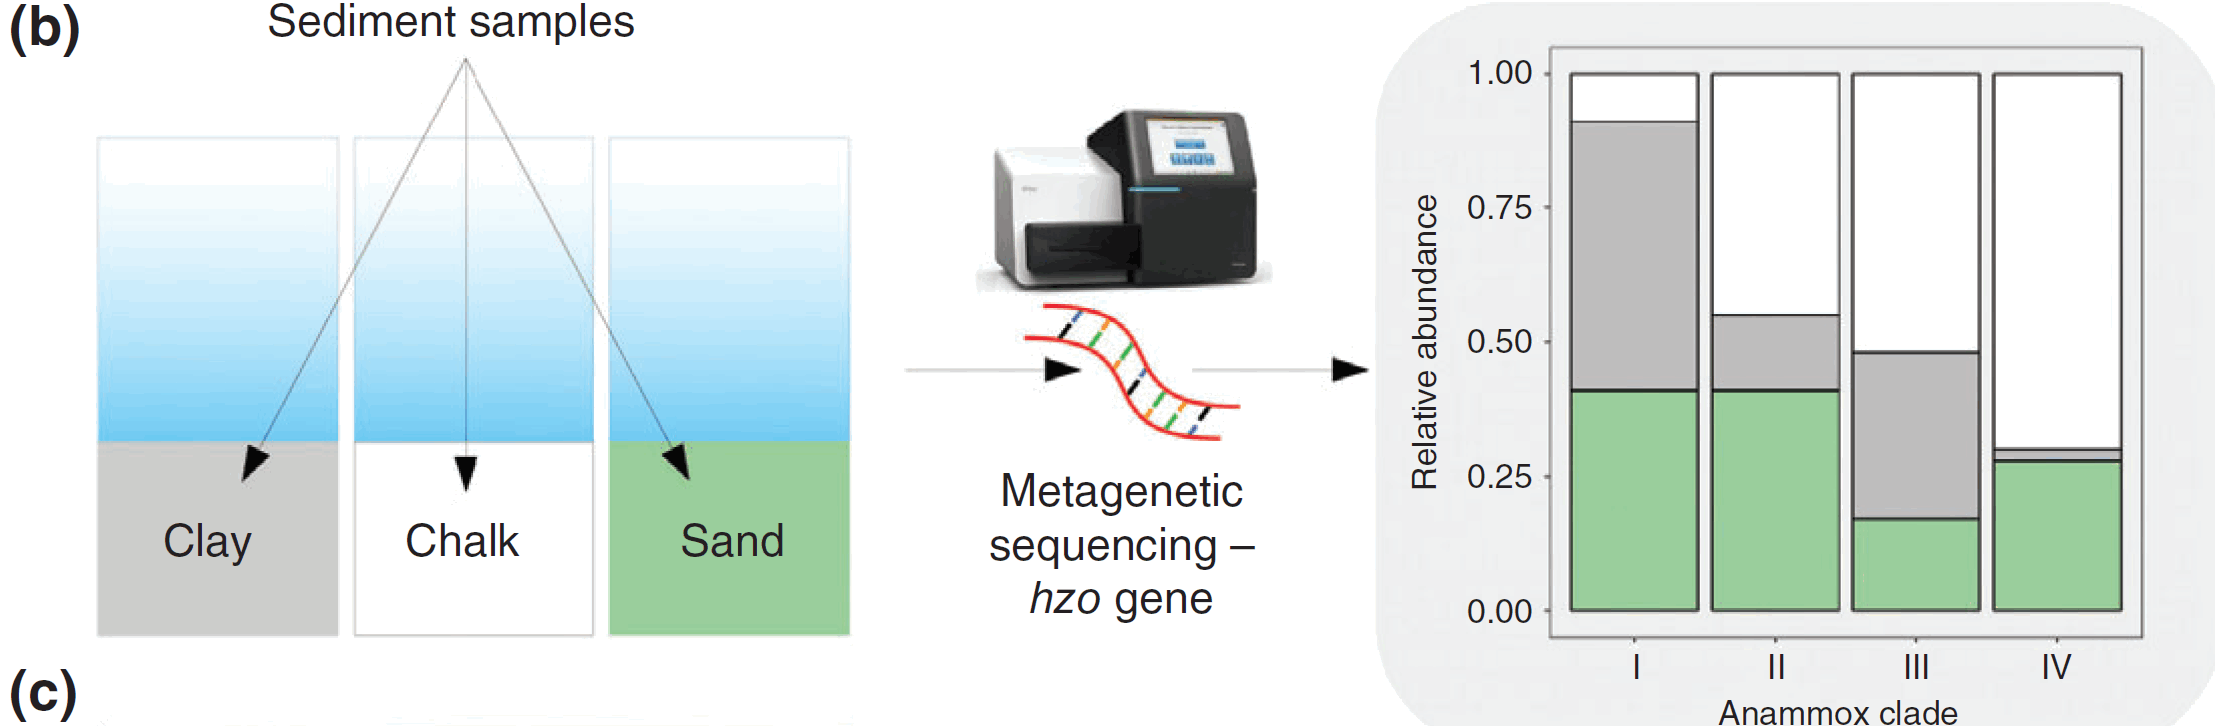 (b)
Sediment samples
Clay
Chalk
Sand
Metagenetic
sequencing –
hzo gene
Relative abundance
1.00
0.75
0.50
0.25
0.00
I II III IV
Anammox clade
(c)